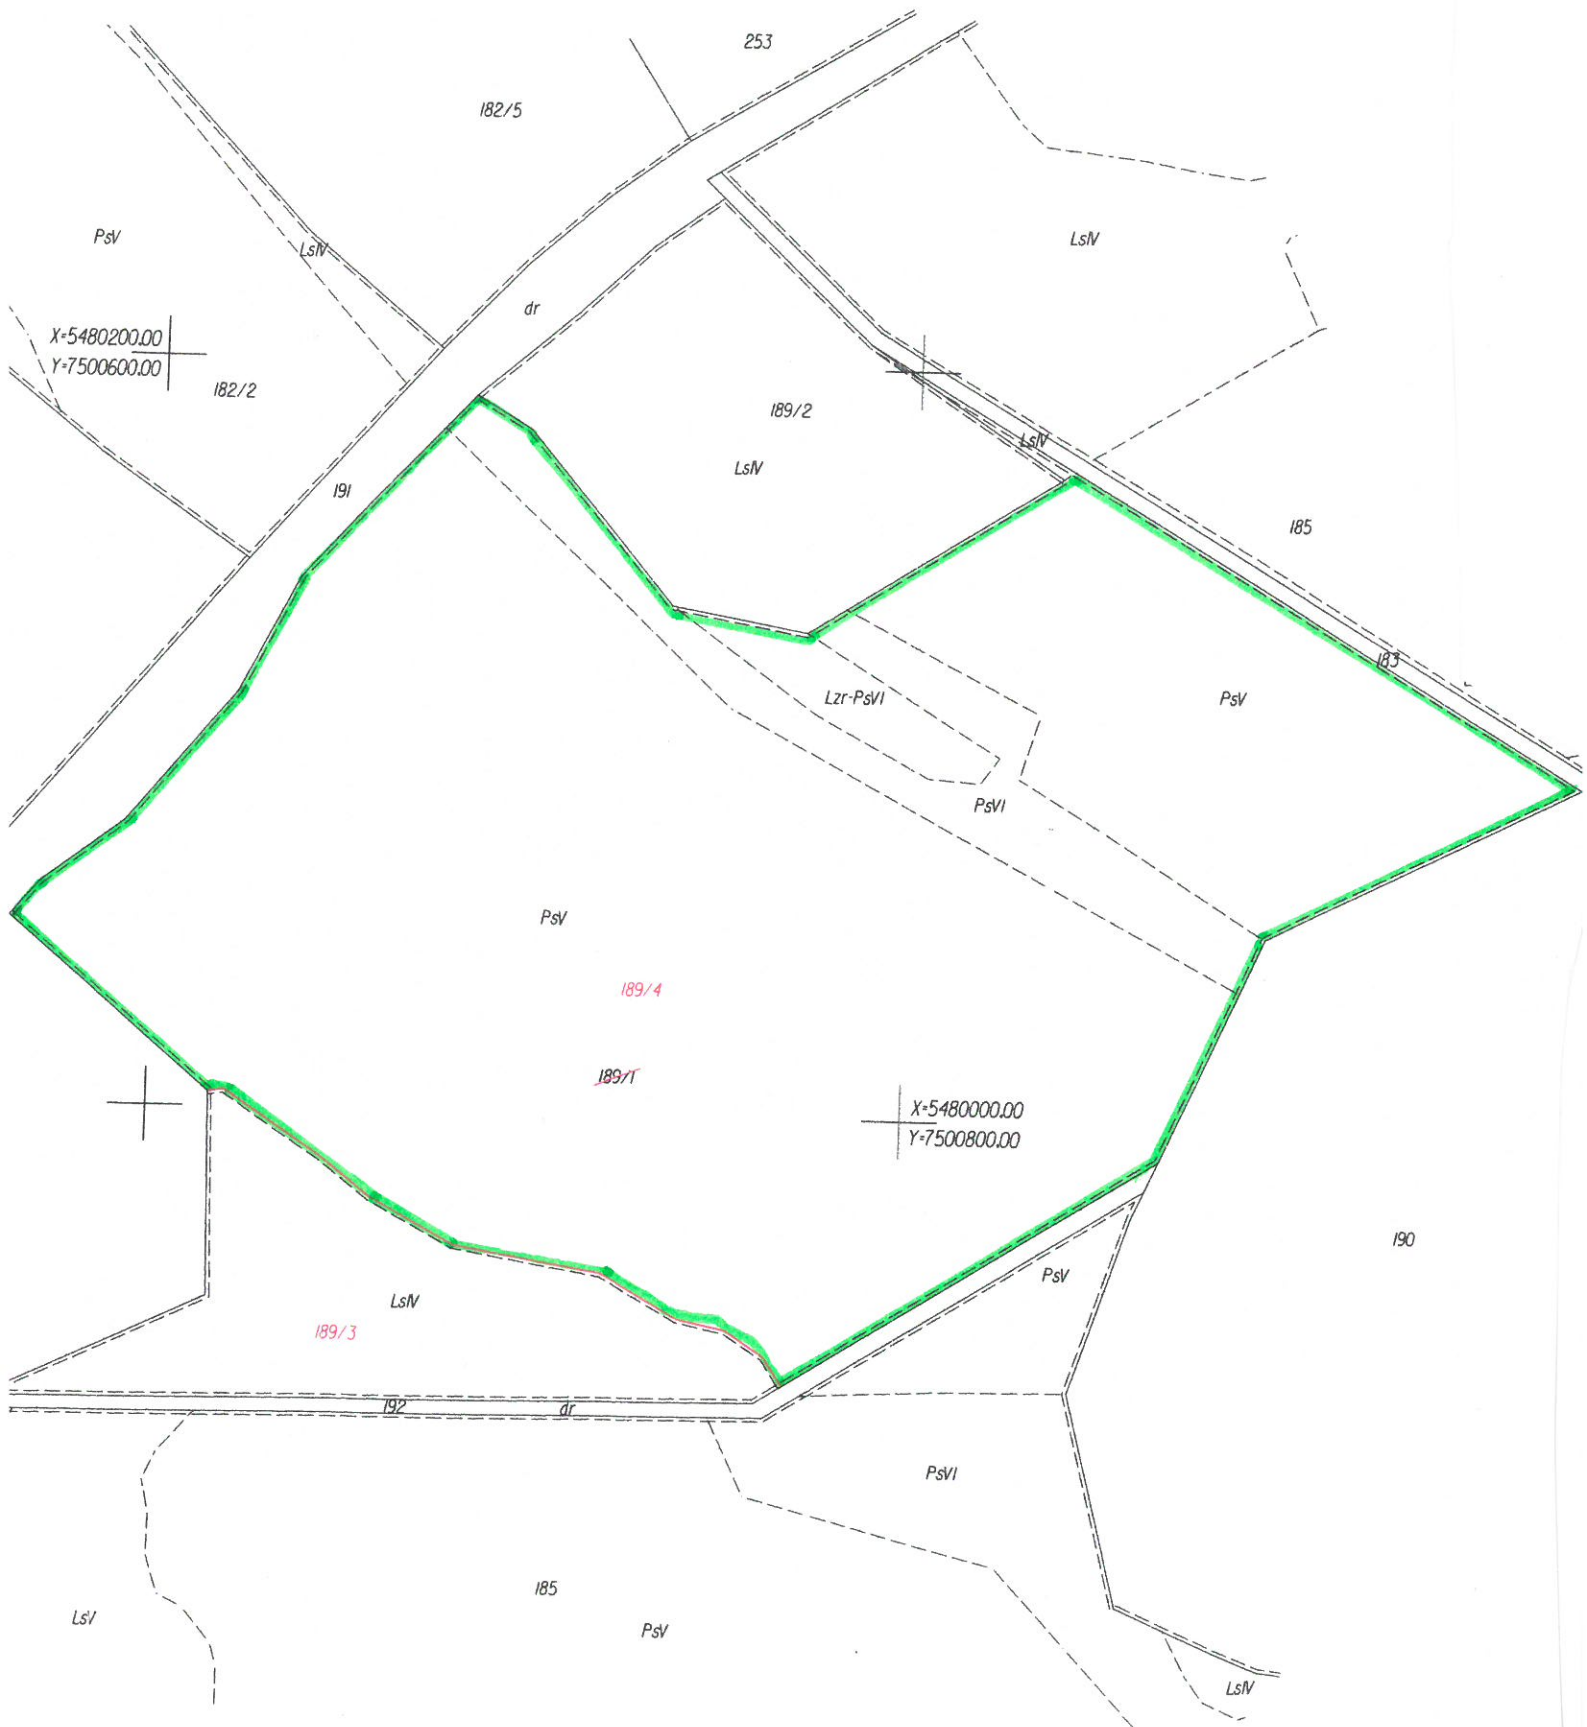 253
182/5
PsV
LsIV
LsIV
dr
X=5480200.00
Y=7500600.00
182/2
189/2
LsIV
LsIV
191
185
183
Lzr-PsVI
PsV
PsVI
PsV
189/4
189/1
X=5480000.00
Y=7500800.00
190
PsV
LsIV
189/3
192
dr
PsVI
185
LsV
PsV
LsIV